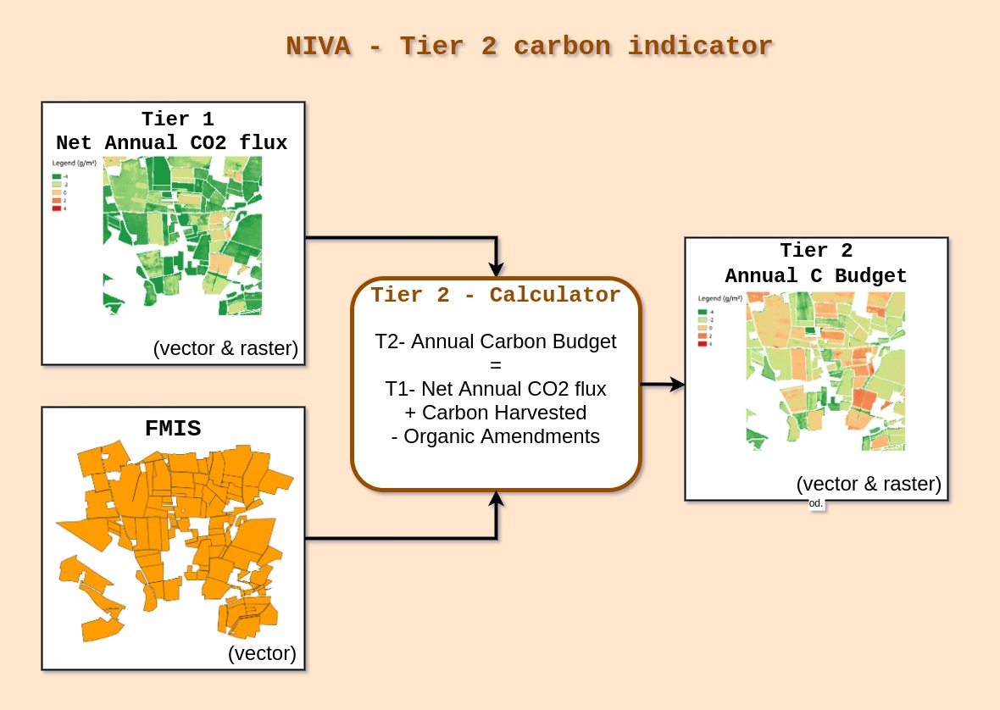 NIVA - Tier 2 carbon indicator
Tier 1
Net Annual CO2 flux
Legend (g/m²)
-4
-2
0
2
4
(vector & raster)
FMIS
(vector)
Tier 2 - Calculator
T2- Annual Carbon Budget
=
T1- Net Annual CO2 flux
+ Carbon Harvested
- Organic Amendments
Tier 2
Annual C Budget
Legend (g/m²)
-4
-2
0
2
4
(vector & raster)
od.